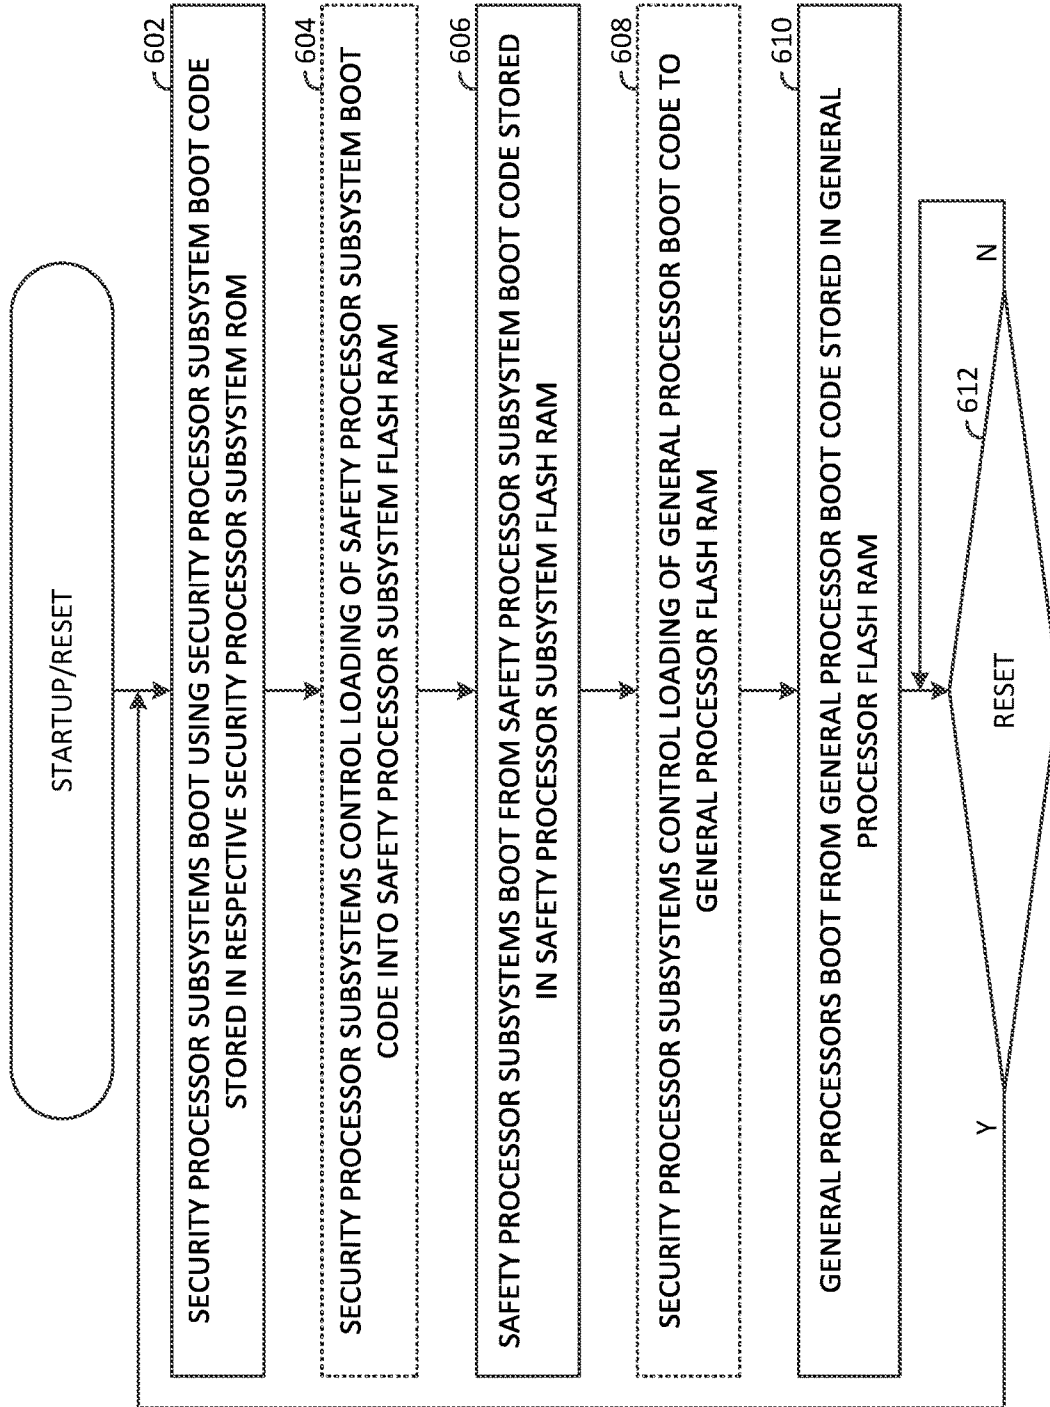 STARTUP/RESET
602
SECURITY PROCESSOR SUBSYSTEMS BOOT USING SECURITY PROCESSOR SUBSYSTEM BOOT CODE
STORED IN RESPECTIVE SECURITY PROCESSOR SUBSYSTEM ROM
604
SECURITY PROCESSOR SUBSYSTEMS CONTROL LOADING OF SAFETY PROCESSOR SUBSYSTEM BOOT
CODE INTO SAFETY PROCESSOR SUBSYSTEM FLASH RAM
606
SAFETY PROCESSOR SUBSYSTEMS BOOT FROM SAFETY PROCESSOR SUBSYSTEM BOOT CODE STORED
IN SAFETY PROCESSOR SUBSYSTEM FLASH RAM
608
SECURITY PROCESSOR SUBSYSTEMS CONTROL LOADING OF GENERAL PROCESSOR BOOT CODE TO
GENERAL PROCESSOR FLASH RAM
610
GENERAL PROCESSORS BOOT FROM GENERAL PROCESSOR BOOT CODE STORED IN GENERAL
PROCESSOR FLASH RAM
612
RESET
Y
N